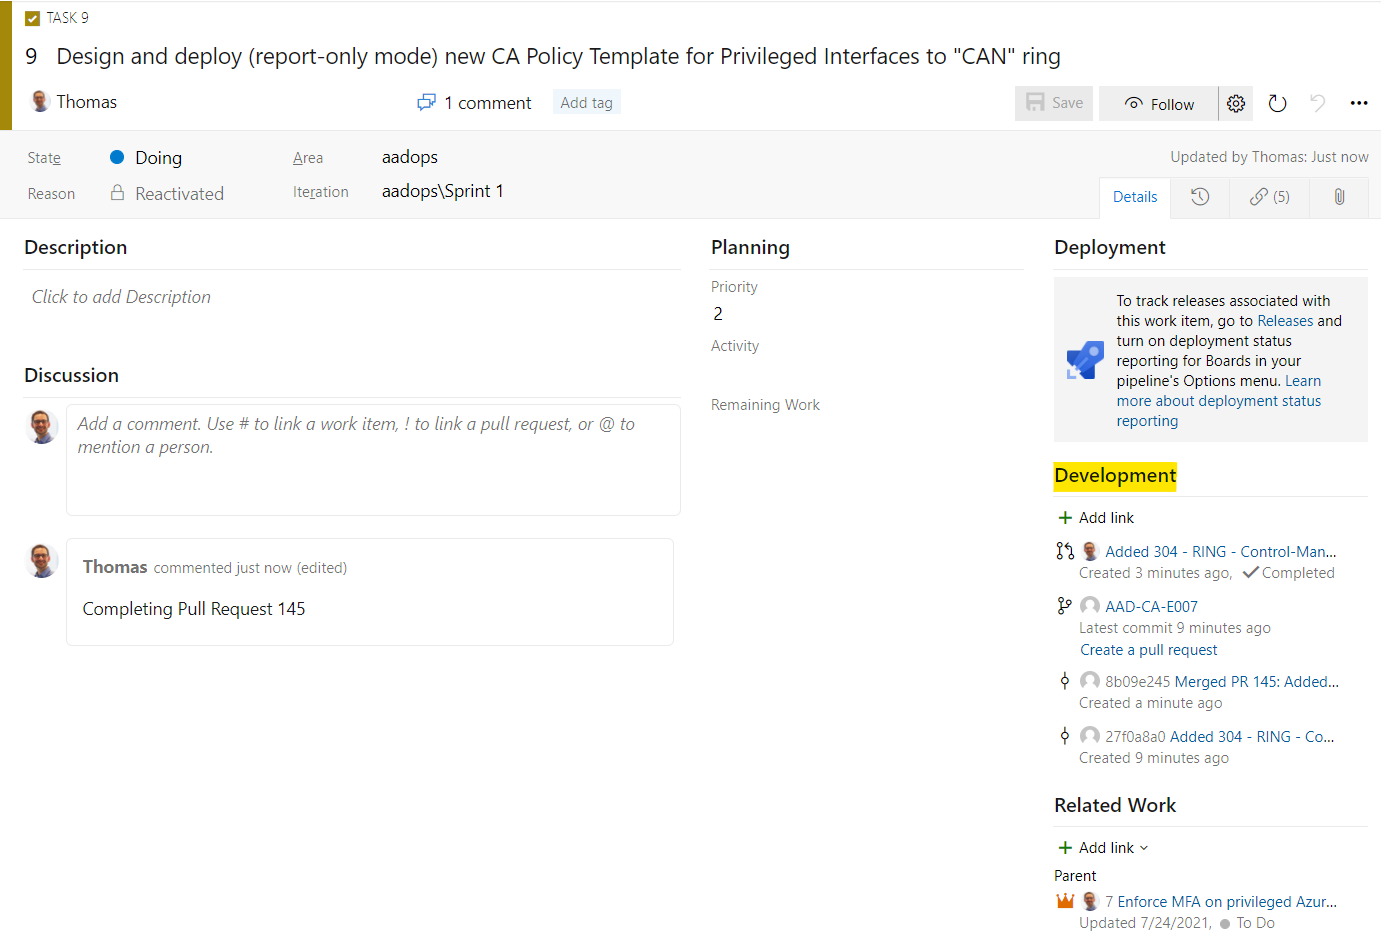 TASK 9
9 Design and deploy (report-only mode) new CA Policy Template for Privileged Interfaces to "CAN" ring
Thomas
1 comment
Add tag
Save
Follow
State
Doing
Area
aadops
Updated by Thomas: Just now
Reason
Reactivated
Iteration
aadops\Sprint 1
Details
(5)
Description
Click to add Description
Discussion
Add a comment. Use # to link a work item, ! to link a pull request, or @ to
mention a person.
Thomas commented just now (edited)
Completing Pull Request 145
Planning
Priority
2
Activity
Remaining Work
Deployment
To track releases associated with
this work item, go to Releases and
turn on deployment status
reporting for Boards in your
pipeline's Options menu. Learn
more about deployment status
reporting
Development
+ Add link
Added 304 - RING - Control-Man...
Created 3 minutes ago, Completed
AAD-CA-E007
Latest commit 9 minutes ago
Create a pull request
8b09e245 Merged PR 145: Added...
Created a minute ago
27f0a8a0 Added 304 - RING - Co...
Created 9 minutes ago
Related Work
+ Add link
Parent
7 Enforce MFA on privileged Azur...
Updated 7/24/2021, To Do